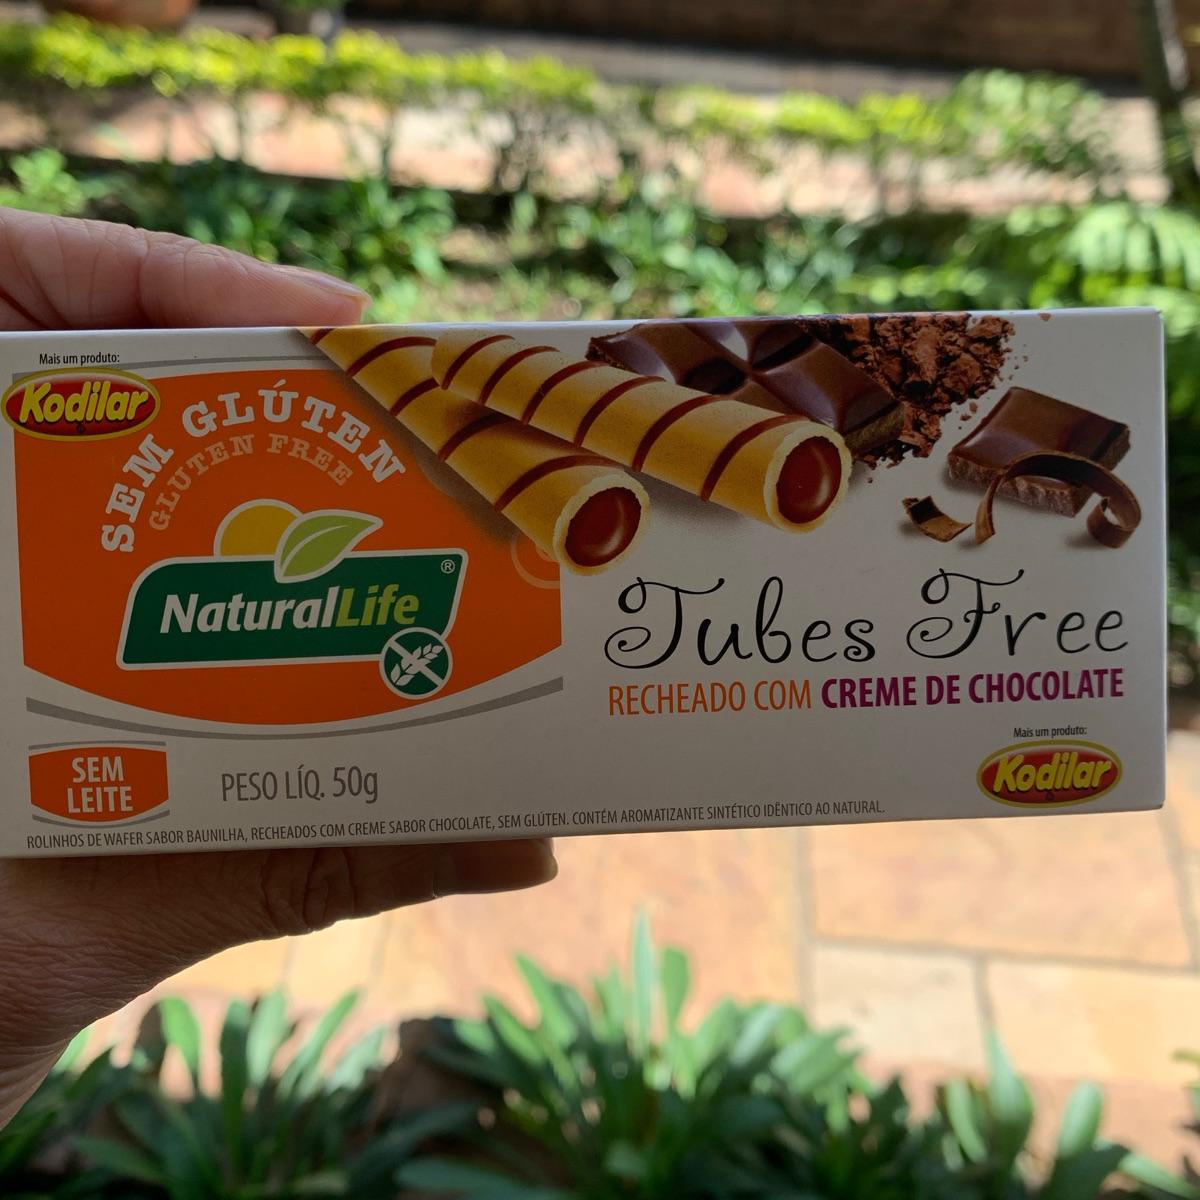 Mais um produto:
Kodilar
SEM GLÚTEN
GLUTEN FREE
NaturalLife®
Tubes Free
RECHEADO COM CREME DE CHOCOLATE
Mais um produto:
Kodilar
SEM
LEITE
PESO LÍQ. 50g
ROLINHOS DE WAFER SABOR BAUNILHA, RECHEADOS COM CREME SABOR CHOCOLATE, SEM GLÚTEN. CONTÉM AROMATIZANTE SINTÉTICO IDÊNTICO AO NATURAL.